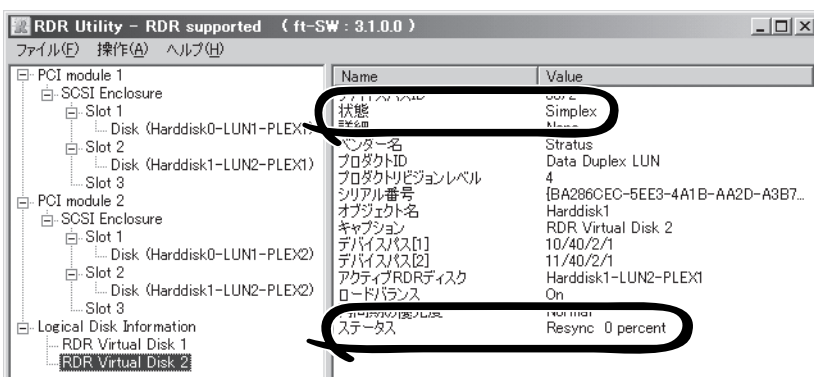 RDR Utility - RDR supported ( ft-SW : 3.1.0.0 )
ファイル(F) 操作(A) ヘルプ(H)
PCI module 1
SCSI Enclosure
Slot 1
Disk (Harddisk0-LUN1-PLEX1)
Slot 2
Disk (Harddisk1-LUN2-PLEX1)
Slot 3
PCI module 2
SCSI Enclosure
Slot 1
Disk (Harddisk0-LUN1-PLEX2)
Slot 2
Disk (Harddisk1-LUN2-PLEX2)
Slot 3
Logical Disk Information
RDR Virtual Disk 1
RDR Virtual Disk 2
Name Value
状態 Simplex
詳細 None
ベンダー名 Stratus
プロダクトID Data Duplex LUN
プロダクトリビジョンレベル 4
シリアル番号 {BA286CEC-5EE3-4A1B-AA2D-A3B7...
オブジェクト名 Harddisk1
キャプション RDR Virtual Disk 2
デバイスパス[1] 10/40/2/1
デバイスパス[2] 11/40/2/1
アクティブRDRディスク Harddisk1-LUN2-PLEX1
ロードバランス On
Normal
ステータス Resync 0 percent